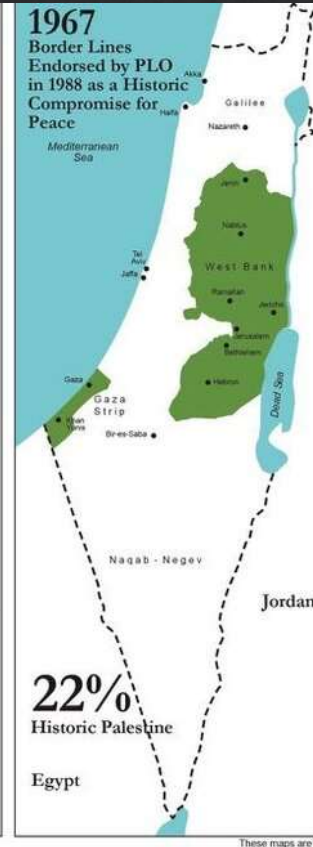 1967
Border Lines
Endorsed by PLO
in 1988 as a Historic
Compromise for
Peace
Mediterranean
Sea
Akka
Haifa
Galilee
Nazareth
Jenin
Nablus
West Bank
Tel
Aviv
Jaffa
Ramallah
Jericho
Jerusalem
Bethlehem
Hebron
Dead Sea
Gaza
Gaza
Strip
Khan
Yunis
Bir-es-Saba
Naqab - Negev
Jordan
22%
Historic Palestine
Egypt
These maps are